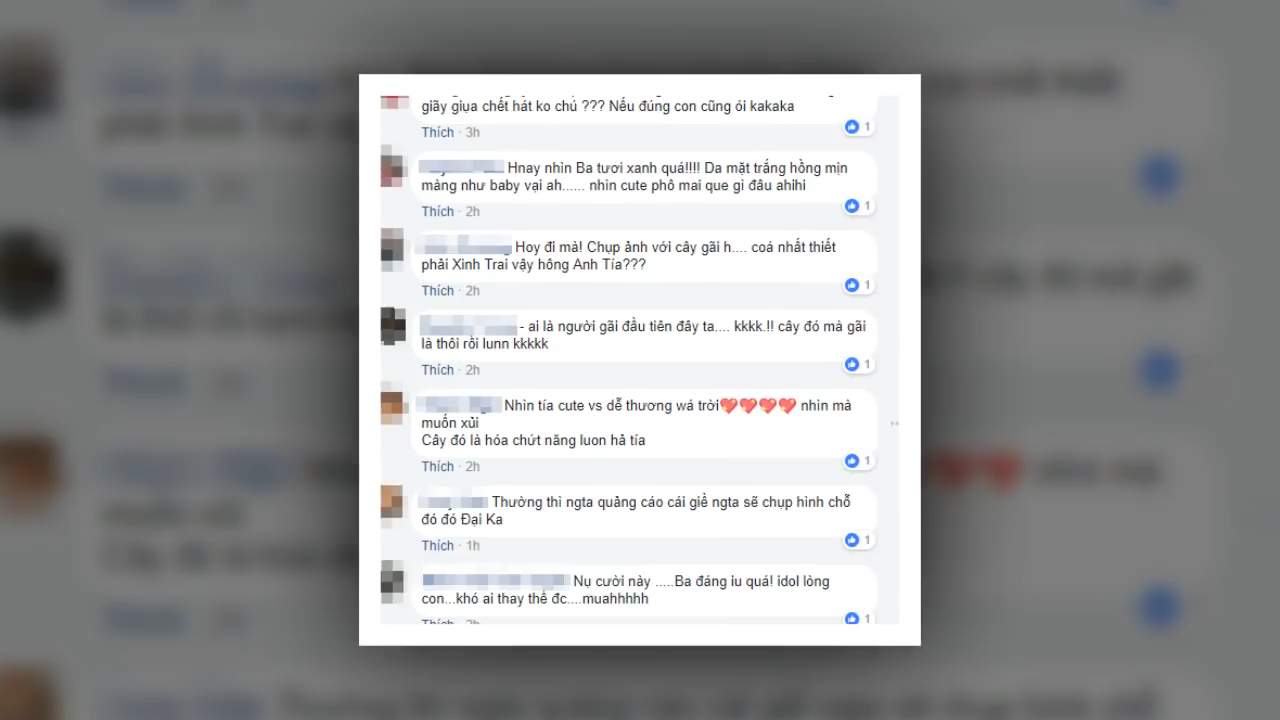 giãy giụa chết hát ko chú ??? Nếu đúng con cũng ói kakaka
Thích · 3h
1
Hnay nhìn Ba tươi xanh quá!!!! Da mặt trắng hồng mịn
màng như baby vại ah...... nhìn cute phô mai que gì đâu ahihi
Thích · 2h
1
Hoy đi mà! Chụp ảnh với cây gãi h.... coá nhất thiết
phải Xinh Trai vậy hông Anh Tía???
Thích · 2h
1
- ai là người gãi đầu tiên đây ta.... kkkk.!! cây đó mà gãi
là thôi rồi lunn kkkkk
Thích · 2h
1
Nhìn tía cute vs dễ thương wá trời💖💖💖💖 nhìn mà
muốn xủi
Cây đó là hóa chứt năng luon hả tía
Thích · 2h
1
Thường thì ngta quảng cáo cái giề ngta sẽ chụp hình chỗ
đó đó Đại Ka
Thích · 1h
1
Nụ cười này .....Ba đáng iu quá! idol lòng
con...khó ai thay thế đc....muahhhhh
Thích · 2h
1